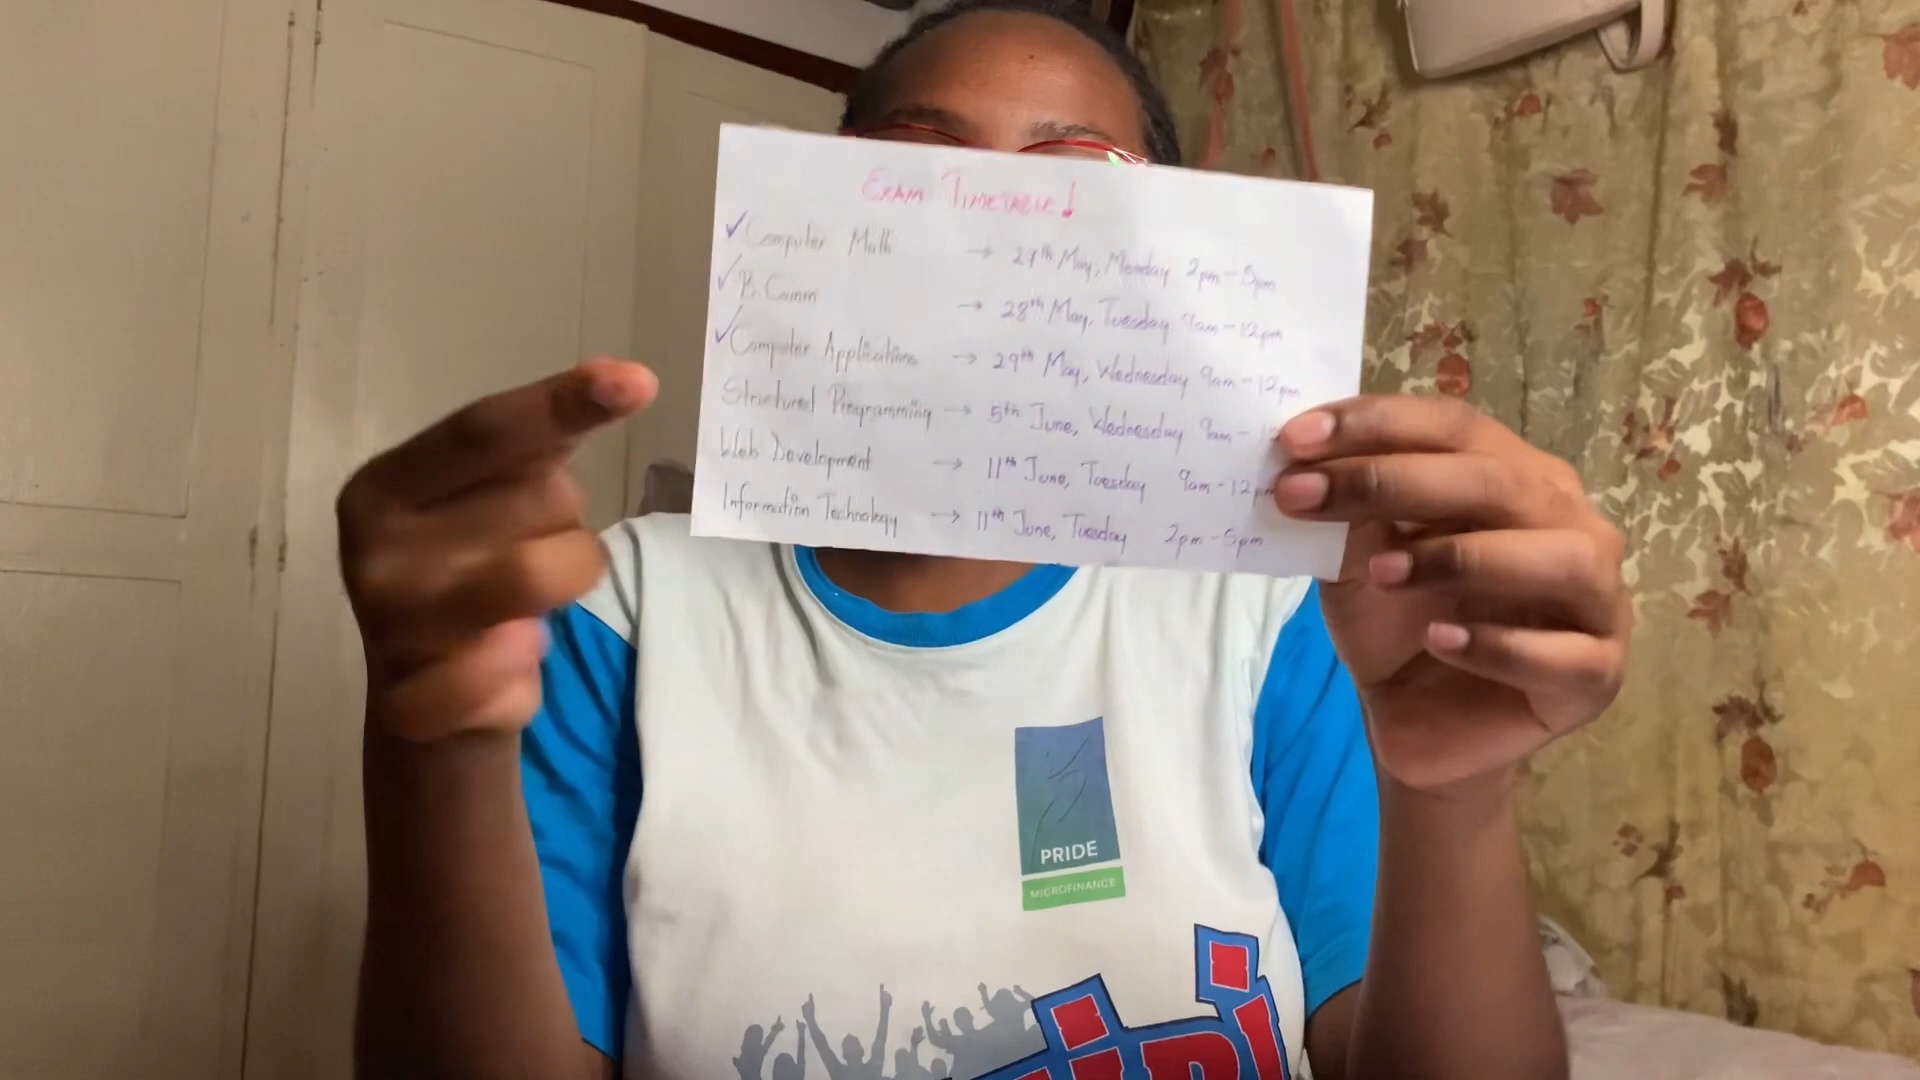 EXAM TIMETABLE!
✓ Computer Math → 27th May, Monday 2pm - 5pm
✓ B. Comm → 28th May, Tuesday 9am - 12pm
✓ Computer Applications → 29th May, Wednesday 9am - 12pm
Structured Programming → 5th June, Wednesday 9am -
Web Development → 11th June, Tuesday 9am - 12pm
Information Technology → 11th June, Tuesday 2pm - 5pm
PRIDE
MICROFINANCE